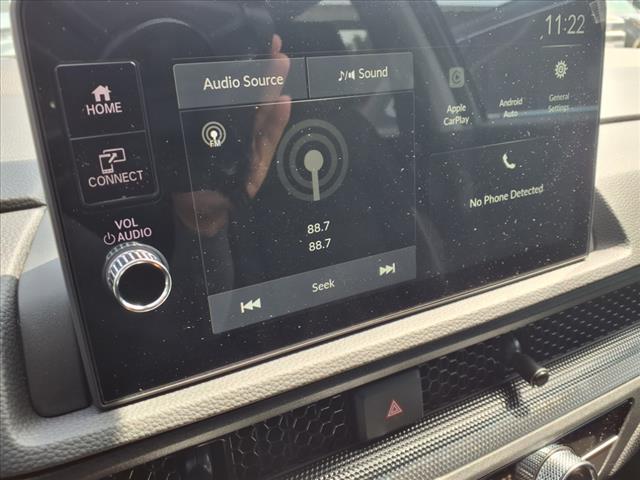 11:22
HOME
CONNECT
VOL
AUDIO
Audio Source
Sound
FM
88.7
88.7
Seek
Apple
CarPlay
Android
Auto
General
Settings
No Phone Detected